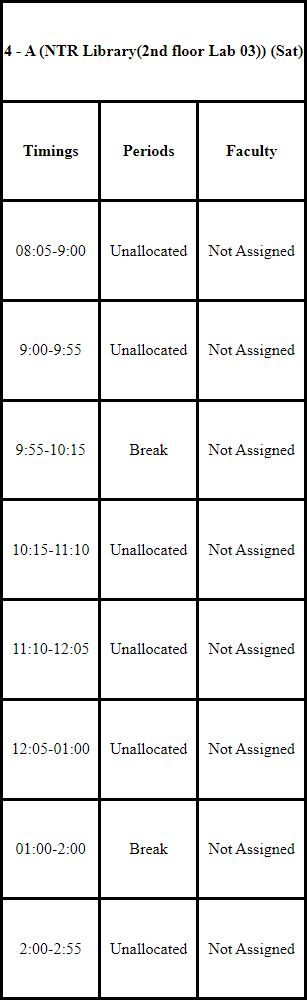 4 - A (NTR Library(2nd floor Lab 03)) (Sat)
Timings Periods Faculty
08:05-9:00 Unallocated Not Assigned
9:00-9:55 Unallocated Not Assigned
9:55-10:15 Break Not Assigned
10:15-11:10 Unallocated Not Assigned
11:10-12:05 Unallocated Not Assigned
12:05-01:00 Unallocated Not Assigned
01:00-2:00 Break Not Assigned
2:00-2:55 Unallocated Not Assigned